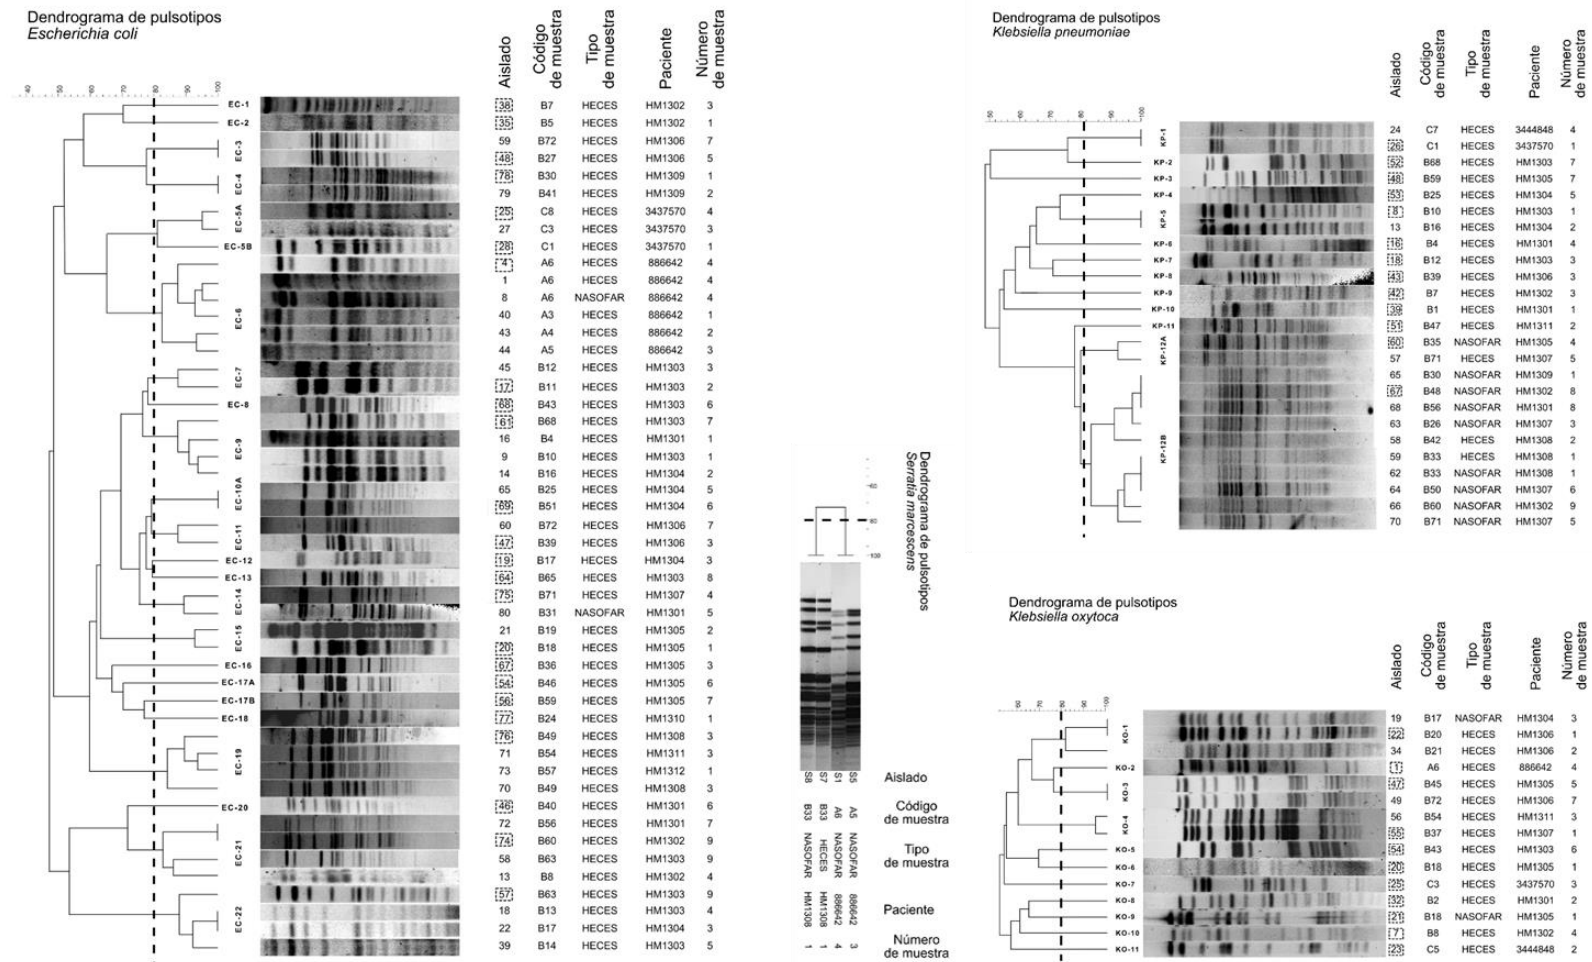 Dendrograma de pulsotipos
Escherichia coli
Aislado
Código de muestra
Tipo de muestra
Paciente
Número de muestra
40 50 60 70 80 90 100
EC-1
EC-2
EC-3
EC-4
EC-5A
EC-5B
EC-6
EC-7
EC-8
EC-9
EC-10A
EC-11
EC-12
EC-13
EC-14
EC-15
EC-16
EC-17A
EC-17B
EC-18
EC-19
EC-20
EC-21
EC-22
38 B7 HECES HM1302 3
35 B5 HECES HM1302 1
59 B72 HECES HM1306 7
48 B27 HECES HM1306 5
78 B30 HECES HM1309 1
79 B41 HECES HM1309 2
25 C8 HECES 3437570 4
27 C3 HECES 3437570 3
28 C1 HECES 3437570 1
4 A6 HECES 886642 4
1 A6 HECES 886642 4
8 A6 NASOFAR 886642 4
40 A3 HECES 886642 1
43 A4 HECES 886642 2
44 A5 HECES 886642 3
45 B12 HECES HM1303 3
17 B11 HECES HM1303 2
68 B43 HECES HM1303 6
61 B68 HECES HM1303 7
16 B4 HECES HM1301 1
9 B10 HECES HM1303 1
14 B16 HECES HM1304 2
65 B25 HECES HM1304 5
69 B51 HECES HM1304 6
60 B72 HECES HM1306 7
47 B39 HECES HM1306 3
19 B17 HECES HM1304 3
64 B65 HECES HM1303 8
75 B71 HECES HM1307 4
80 B31 NASOFAR HM1301 5
21 B19 HECES HM1305 2
20 B18 HECES HM1305 1
67 B36 HECES HM1305 3
54 B46 HECES HM1305 6
56 B59 HECES HM1305 7
77 B24 HECES HM1310 1
76 B49 HECES HM1308 3
71 B54 HECES HM1311 3
73 B57 HECES HM1312 1
70 B49 HECES HM1308 3
46 B40 HECES HM1301 6
72 B56 HECES HM1301 7
74 B60 HECES HM1302 9
58 B63 HECES HM1303 9
13 B8 HECES HM1302 4
57 B63 HECES HM1303 9
18 B13 HECES HM1303 4
22 B17 HECES HM1304 3
39 B14 HECES HM1303 5
Dendrograma de pulsotipos
Serratia marcescens
60
80
100
Aislado
S8 S7 S1 S5
Código de muestra
B33 B33 A6 A5
Tipo de muestra
NASOFAR HECES NASOFAR NASOFAR
Paciente
HM1308 HM1308 886642 886642
Número de muestra
1 1 4 3
Dendrograma de pulsotipos
Klebsiella pneumoniae
Aislado
Código de muestra
Tipo de muestra
Paciente
Número de muestra
50 60 70 80 90 100
KP-1
KP-2
KP-3
KP-4
KP-5
KP-6
KP-7
KP-8
KP-9
KP-10
KP-11
KP-12A
KP-12B
24 C7 HECES 3444848 4
26 C1 HECES 3437570 1
52 B68 HECES HM1303 7
48 B59 HECES HM1305 7
53 B25 HECES HM1304 5
8 B10 HECES HM1303 1
13 B16 HECES HM1304 2
16 B4 HECES HM1301 4
18 B12 HECES HM1303 3
43 B39 HECES HM1306 3
42 B7 HECES HM1302 3
39 B1 HECES HM1301 1
51 B47 HECES HM1311 2
60 B35 NASOFAR HM1305 4
57 B71 HECES HM1307 5
65 B30 NASOFAR HM1309 1
67 B48 NASOFAR HM1302 8
68 B56 NASOFAR HM1301 8
63 B26 NASOFAR HM1307 3
58 B42 HECES HM1308 2
59 B33 HECES HM1308 1
62 B33 NASOFAR HM1308 1
64 B50 NASOFAR HM1307 6
66 B60 NASOFAR HM1302 9
70 B71 NASOFAR HM1307 5
Dendrograma de pulsotipos
Klebsiella oxytoca
Aislado
Código de muestra
Tipo de muestra
Paciente
Número de muestra
60 70 80 90 100
KO-1
KO-2
KO-3
KO-4
KO-5
KO-6
KO-7
KO-8
KO-9
KO-10
KO-11
19 B17 NASOFAR HM1304 3
22 B20 HECES HM1306 1
34 B21 HECES HM1306 2
1 A6 HECES 886642 4
47 B45 HECES HM1305 5
49 B72 HECES HM1306 7
56 B54 HECES HM1311 3
55 B37 HECES HM1307 1
54 B43 HECES HM1303 6
20 B18 HECES HM1305 1
25 C3 HECES 3437570 3
32 B2 HECES HM1301 2
21 B18 NASOFAR HM1305 1
7 B8 HECES HM1302 4
23 C5 HECES 3444848 2